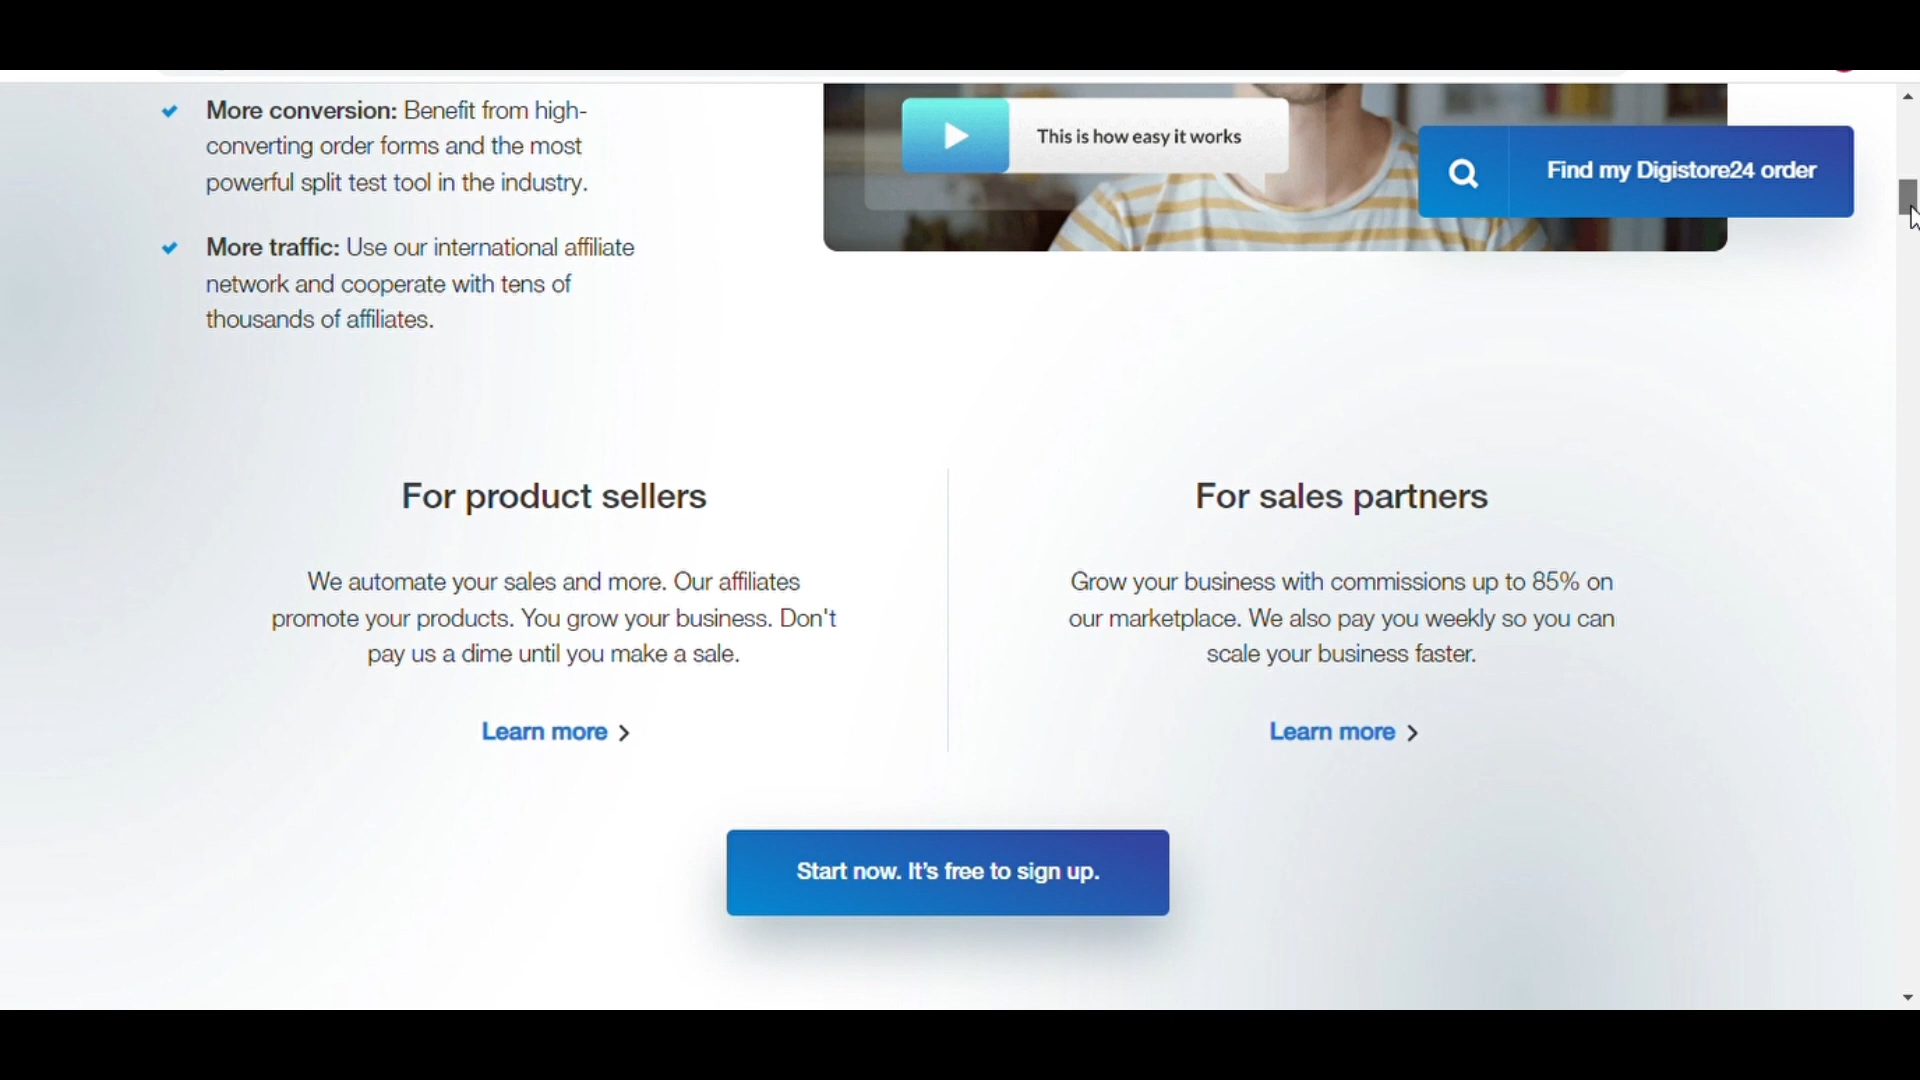 More conversion: Benefit from high-
converting order forms and the most
powerful split test tool in the industry.
More traffic: Use our international affiliate
network and cooperate with tens of
thousands of affiliates.
This is how easy it works
Find my Digistore24 order
For product sellers
We automate your sales and more. Our affiliates
promote your products. You grow your business. Don't
pay us a dime until you make a sale.
Learn more
For sales partners
Grow your business with commissions up to 85% on
our marketplace. We also pay you weekly so you can
scale your business faster.
Learn more
Start now. It's free to sign up.